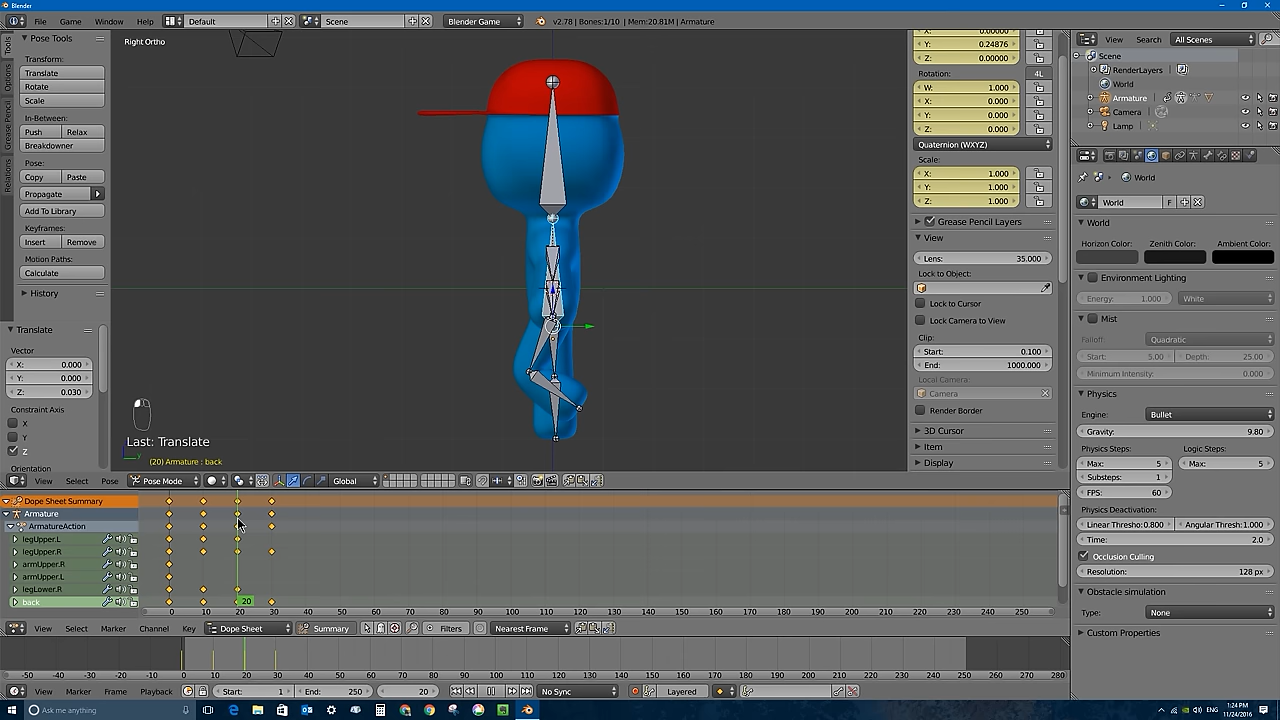 Blender
File Game Window Help Default Scene Blender Game v2.78 | Bones:1/10 | Mem:20.81M | Armature
Tools
Options
Grease Pencil
Relations
Pose Tools
Transform:
Translate
Rotate
Scale
In-Between:
Push Relax
Breakdowner
Pose:
Copy Paste
Propagate
Add To Library
Keyframes:
Insert Remove
Motion Paths:
Calculate
History
Translate
Vector
X: 0.000
Y: 0.000
Z: 0.030
Constraint Axis
X
Y
Z
Orientation
Right Ortho
Last: Translate
(20) Armature : back
X: 0.00000
Y: 0.24876
Z: 0.00000
Rotation: 4L
W: 1.000
X: 0.000
Y: 0.000
Z: 0.000
Quaternion (WXYZ)
Scale:
X: 1.000
Y: 1.000
Z: 1.000
Grease Pencil Layers
View
Lens: 35.000
Lock to Object:
Lock to Cursor
Lock Camera to View
Clip:
Start: 0.100
End: 1000.000
Local Camera:
Camera
Render Border
3D Cursor
Item
Display
View Search All Scenes
Scene
RenderLayers
World
Armature
Camera
Lamp
World
World F
World
Horizon Color: Zenith Color: Ambient Color:
Environment Lighting
Energy: 1.000 White
Mist
Falloff Quadratic
Start: 5.00 Depth: 25.00
Minimum Intensity: 0.000
Physics
Engine: Bullet
Gravity: 9.80
Physics Steps: Logic Steps:
Max: 5 Max: 5
Substeps: 1
FPS: 60
Physics Deactivation:
Linear Thresho:0.800 Angular Thresh:1.000
Time: 2.0
Occlusion Culling
Resolution: 128 px
Obstacle simulation
Type: None
Custom Properties
View Select Pose Pose Mode Global
Dope Sheet Summary
Armature
ArmatureAction
legUpper.L
legUpper.R
armUpper.R
armUpper.L
legLower.R
back
20
0 10 20 30 40 50 60 70 80 90 100 110 120 130 140 150 160 170 180 190 200 210 220 230 240 250
View Select Marker Channel Key Dope Sheet Summary Filters Nearest Frame
-50 -40 -30 -20 -10 0 10 20 30 40 50 60 70 80 90 100 110 120 130 140 150 160 170 180 190 200 210 220 230 240 250 260 270 280
View Marker Frame Playback Start: 1 End: 250 20 No Sync Layered
Ask me anything
ENG 1:24 PM
11/24/2016